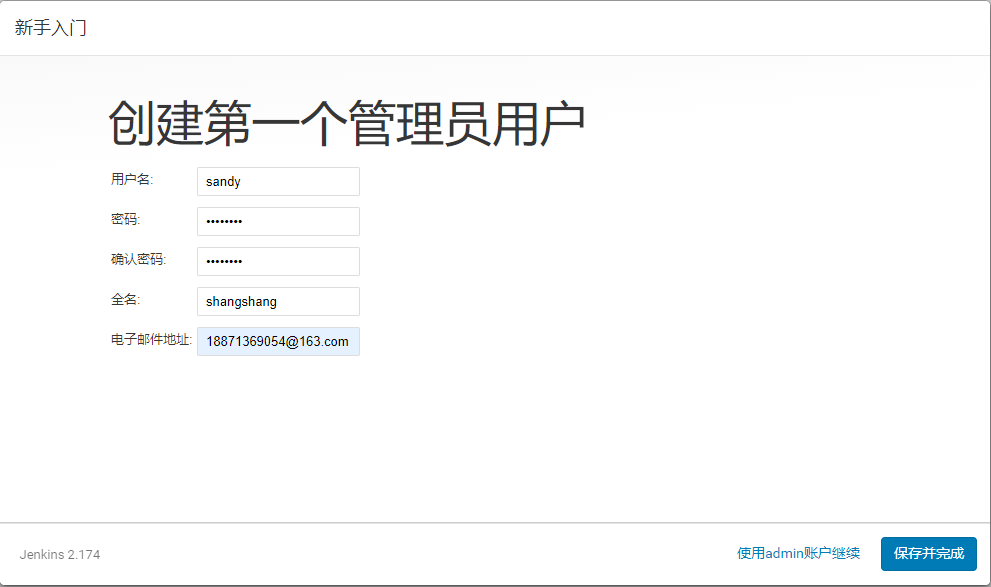 新手入门
创建第一个管理员用户
用户名: sandy
密码: ••••••••
确认密码: ••••••••
全名: shangshang
电子邮件地址: 18871369054@163.com
Jenkins 2.174 使用admin账户继续 保存并完成